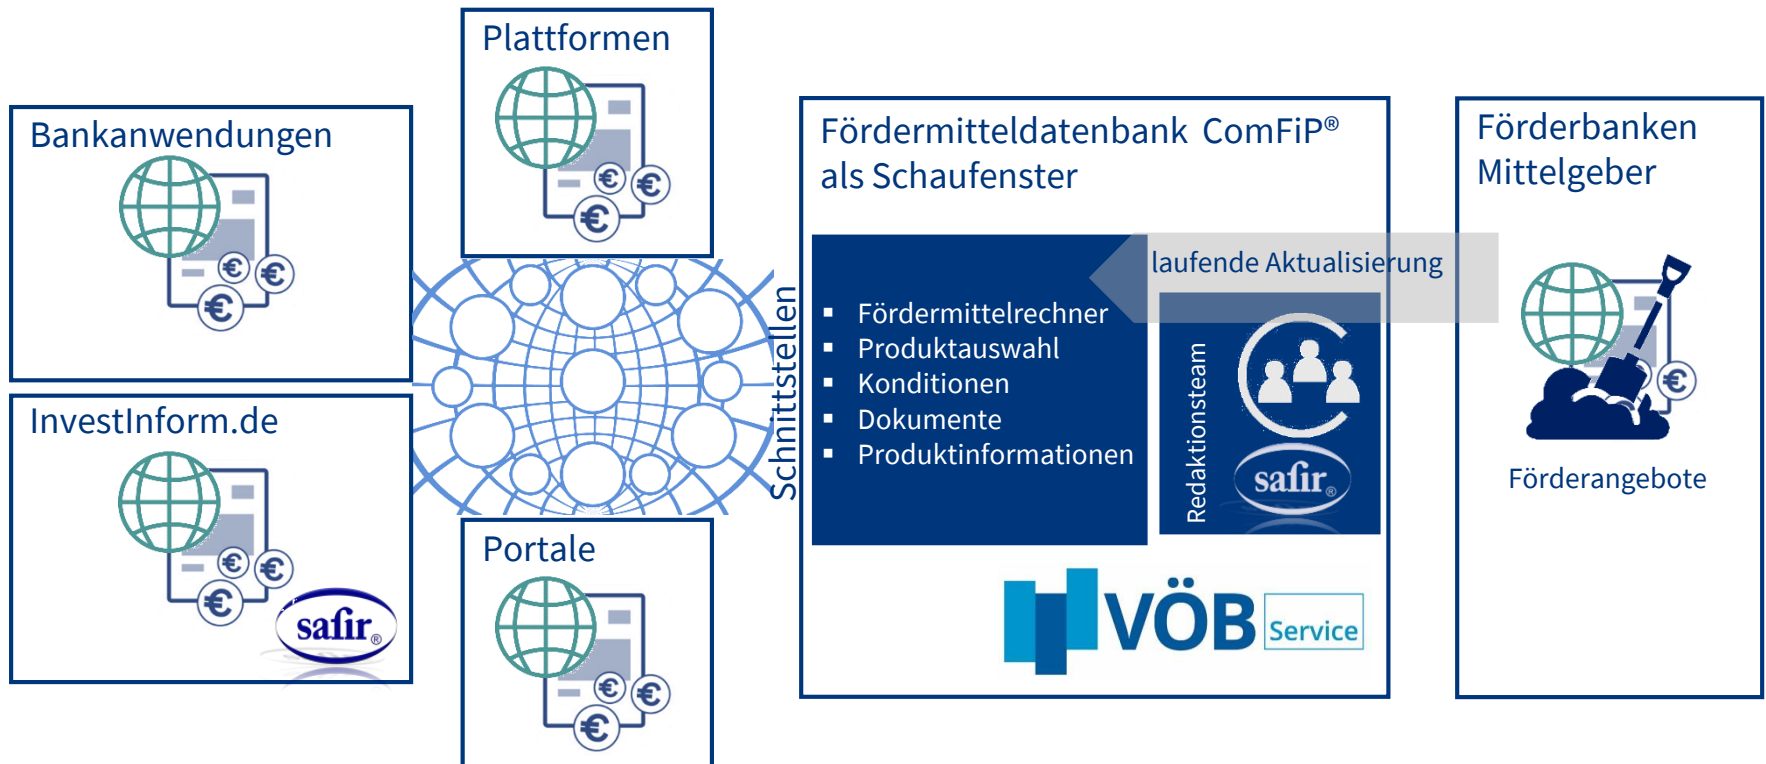 Plattformen
Bankanwendungen
InvestInform.de
safir®
Portale
Schnittstellen
Fördermitteldatenbank ComFiP®
als Schaufenster
laufende Aktualisierung
▪ Fördermittelrechner
▪ Produktauswahl
▪ Konditionen
▪ Dokumente
▪ Produktinformationen
Redaktionsteam
safir®
VÖB Service
Förderbanken
Mittelgeber
Förderangebote